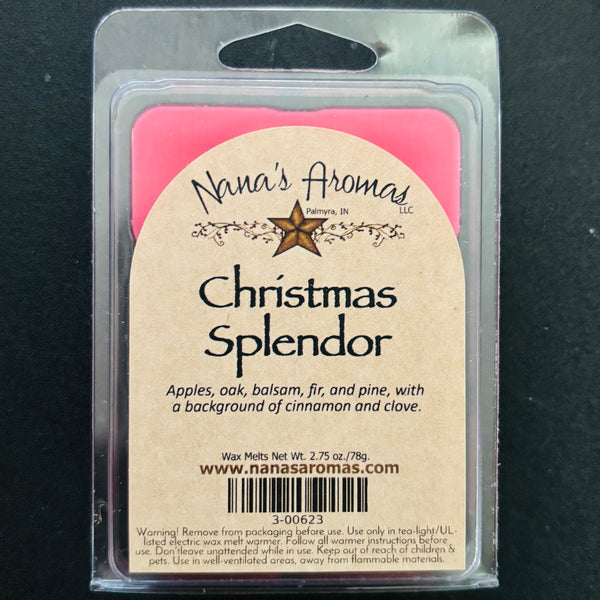 Nana's Aromas
LLC
Palmyra, IN
Christmas
Splendor
Apples, oak, balsam, fir, and pine, with
a background of cinnamon and clove.
Wax Melts Net Wt. 2.75 oz./78g.
www.nanasaromas.com
3-00623
Warning! Remove from packaging before use. Use only in tea-light/UL-
listed electric wax melt warmer. Follow all warmer instructions before
use. Don'tleave unattended while in use. Keep out of reach of children &
pets. Use in well-ventilated areas, away from flammable materials.